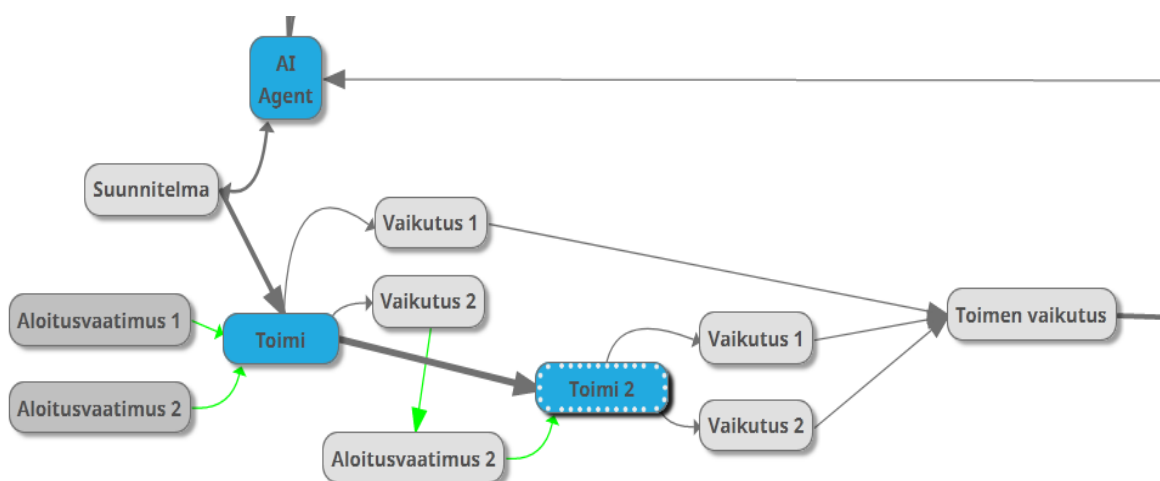 AI
Agent
Suunnitelma
Vaikutus 1
Vaikutus 2
Aloitusvaatimus 1
Toimi
Toimen vaikutus
Vaikutus 1
Toimi 2
Aloitusvaatimus 2
Vaikutus 2
Aloitusvaatimus 2